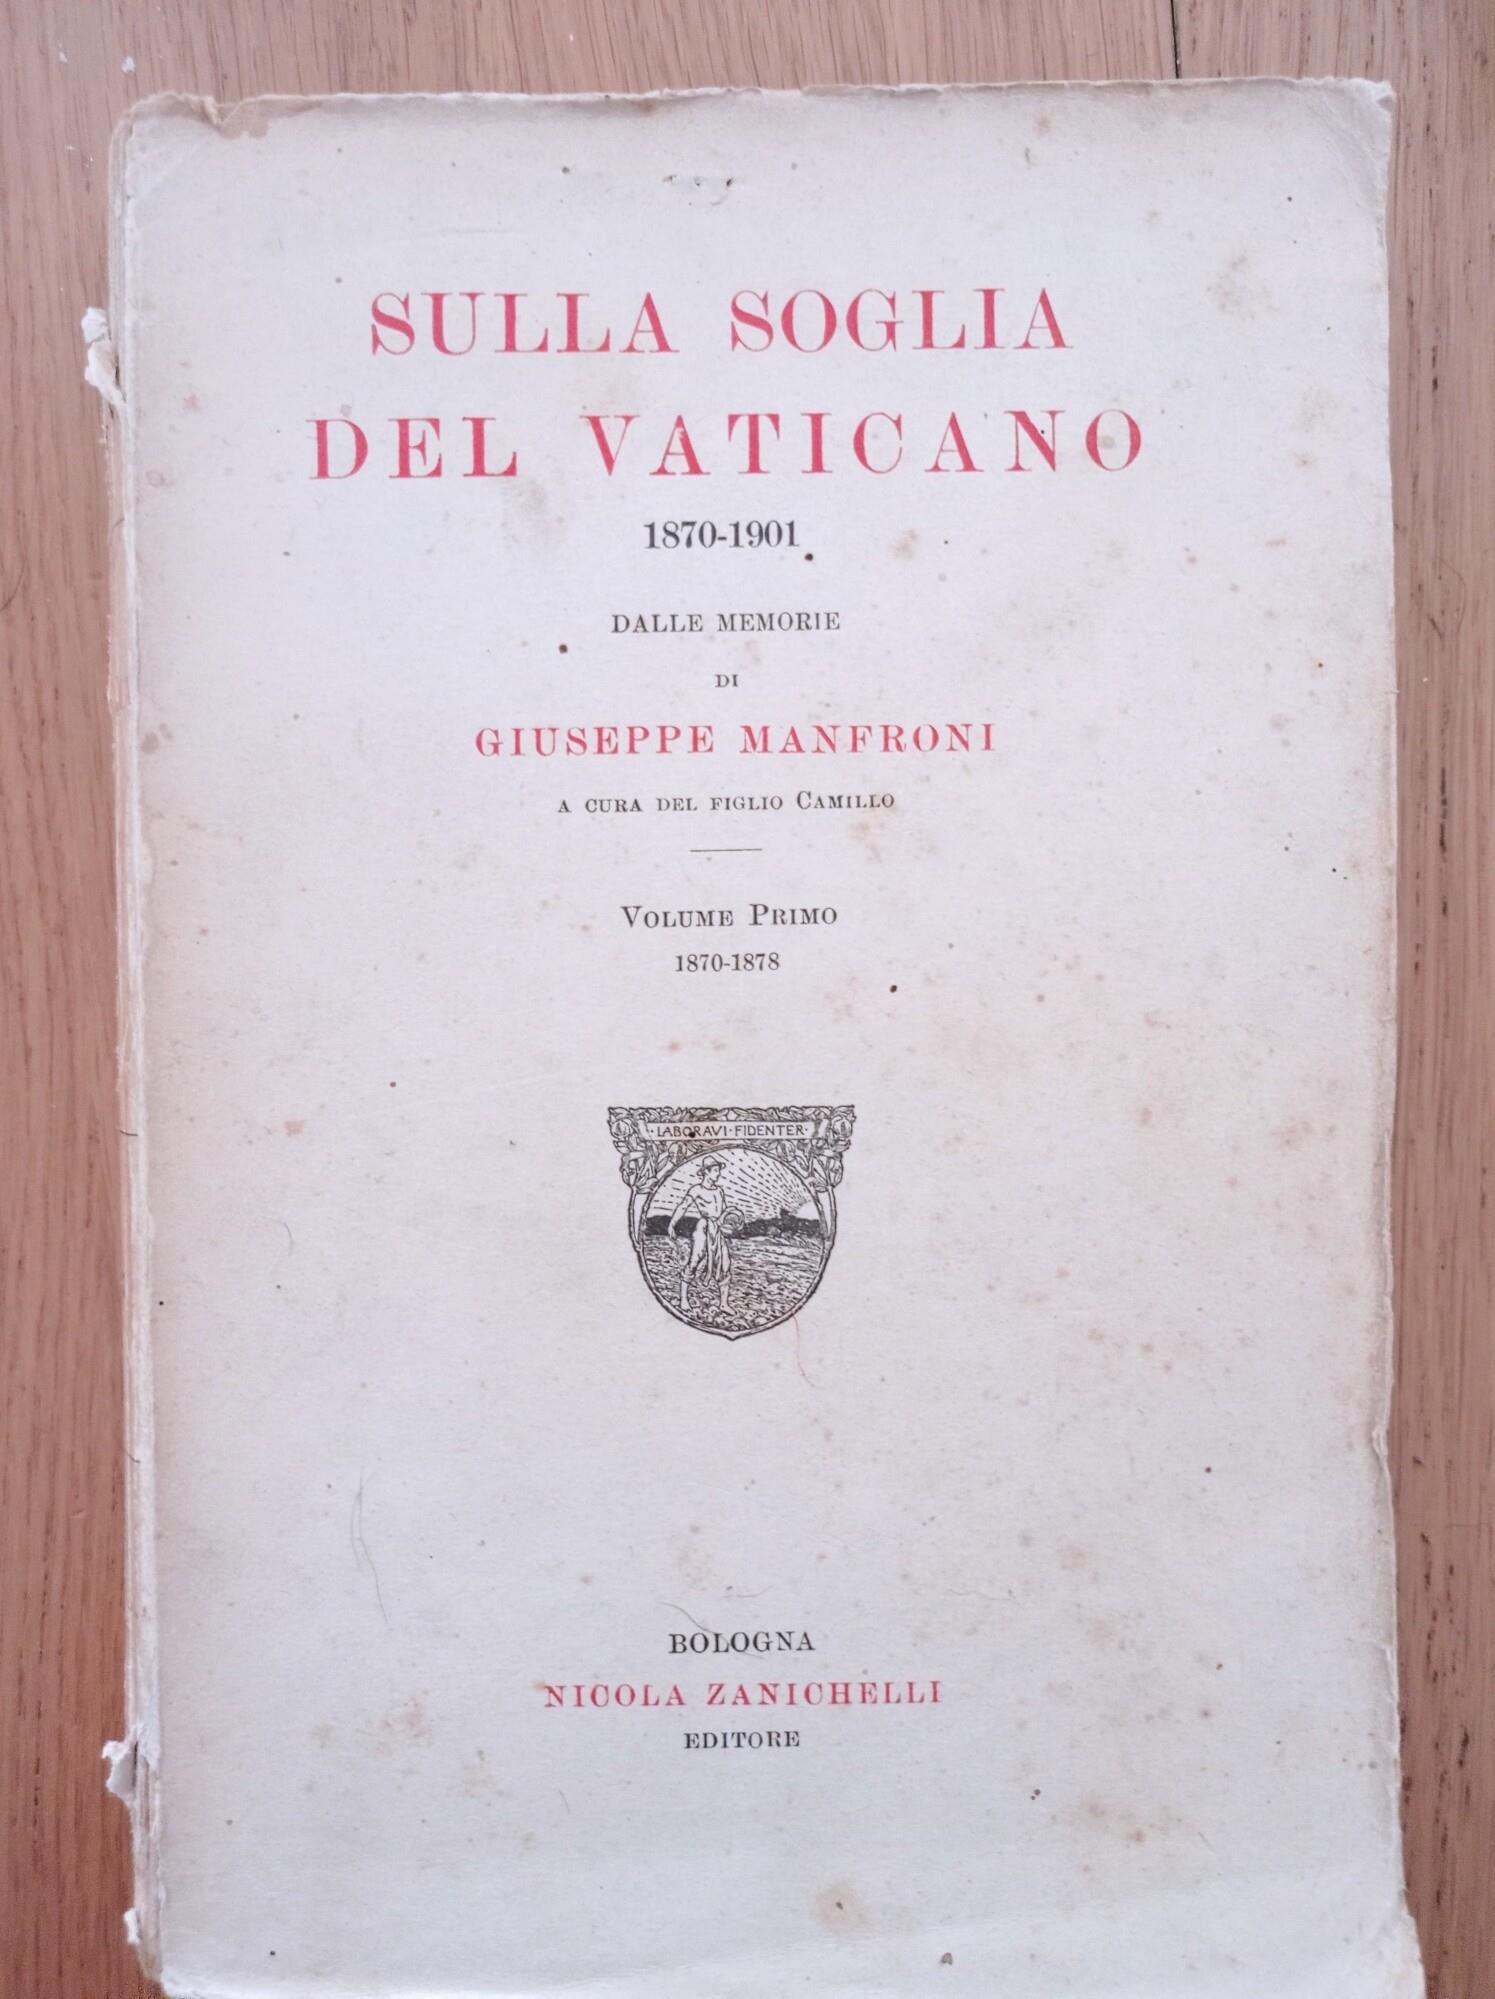 SULLA SOGLIA
DEL VATICANO
1870-1901
DALLE MEMORIE
DI
GIUSEPPE MANFRONI
A CURA DEL FIGLIO CAMILLO
VOLUME PRIMO
1870-1878
·LABORAVI·FIDENTER·
BOLOGNA
NICOLA ZANICHELLI
EDITORE